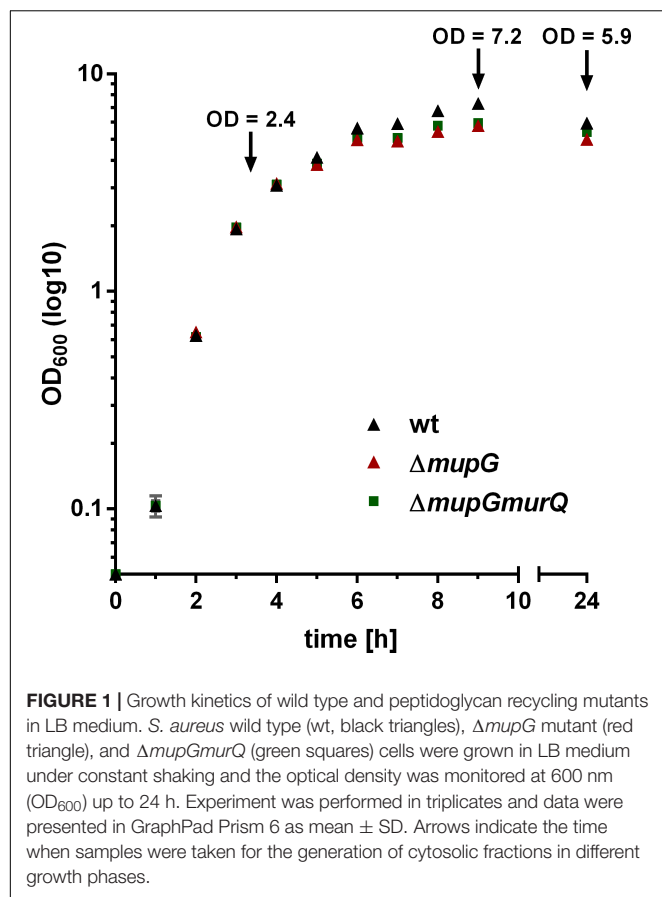 OD = 7.2
OD = 5.9
OD = 2.4
10
1
0.1
OD600 (log10)
wt
ΔmupG
ΔmupGmurQ
0 2 4 6 8 10 24
time [h]
FIGURE 1 | Growth kinetics of wild type and peptidoglycan recycling mutants
in LB medium. S. aureus wild type (wt, black triangles), ΔmupG mutant (red
triangle), and ΔmupGmurQ (green squares) cells were grown in LB medium
under constant shaking and the optical density was monitored at 600 nm
(OD600) up to 24 h. Experiment was performed in triplicates and data were
presented in GraphPad Prism 6 as mean ± SD. Arrows indicate the time
when samples were taken for the generation of cytosolic fractions in different
growth phases.